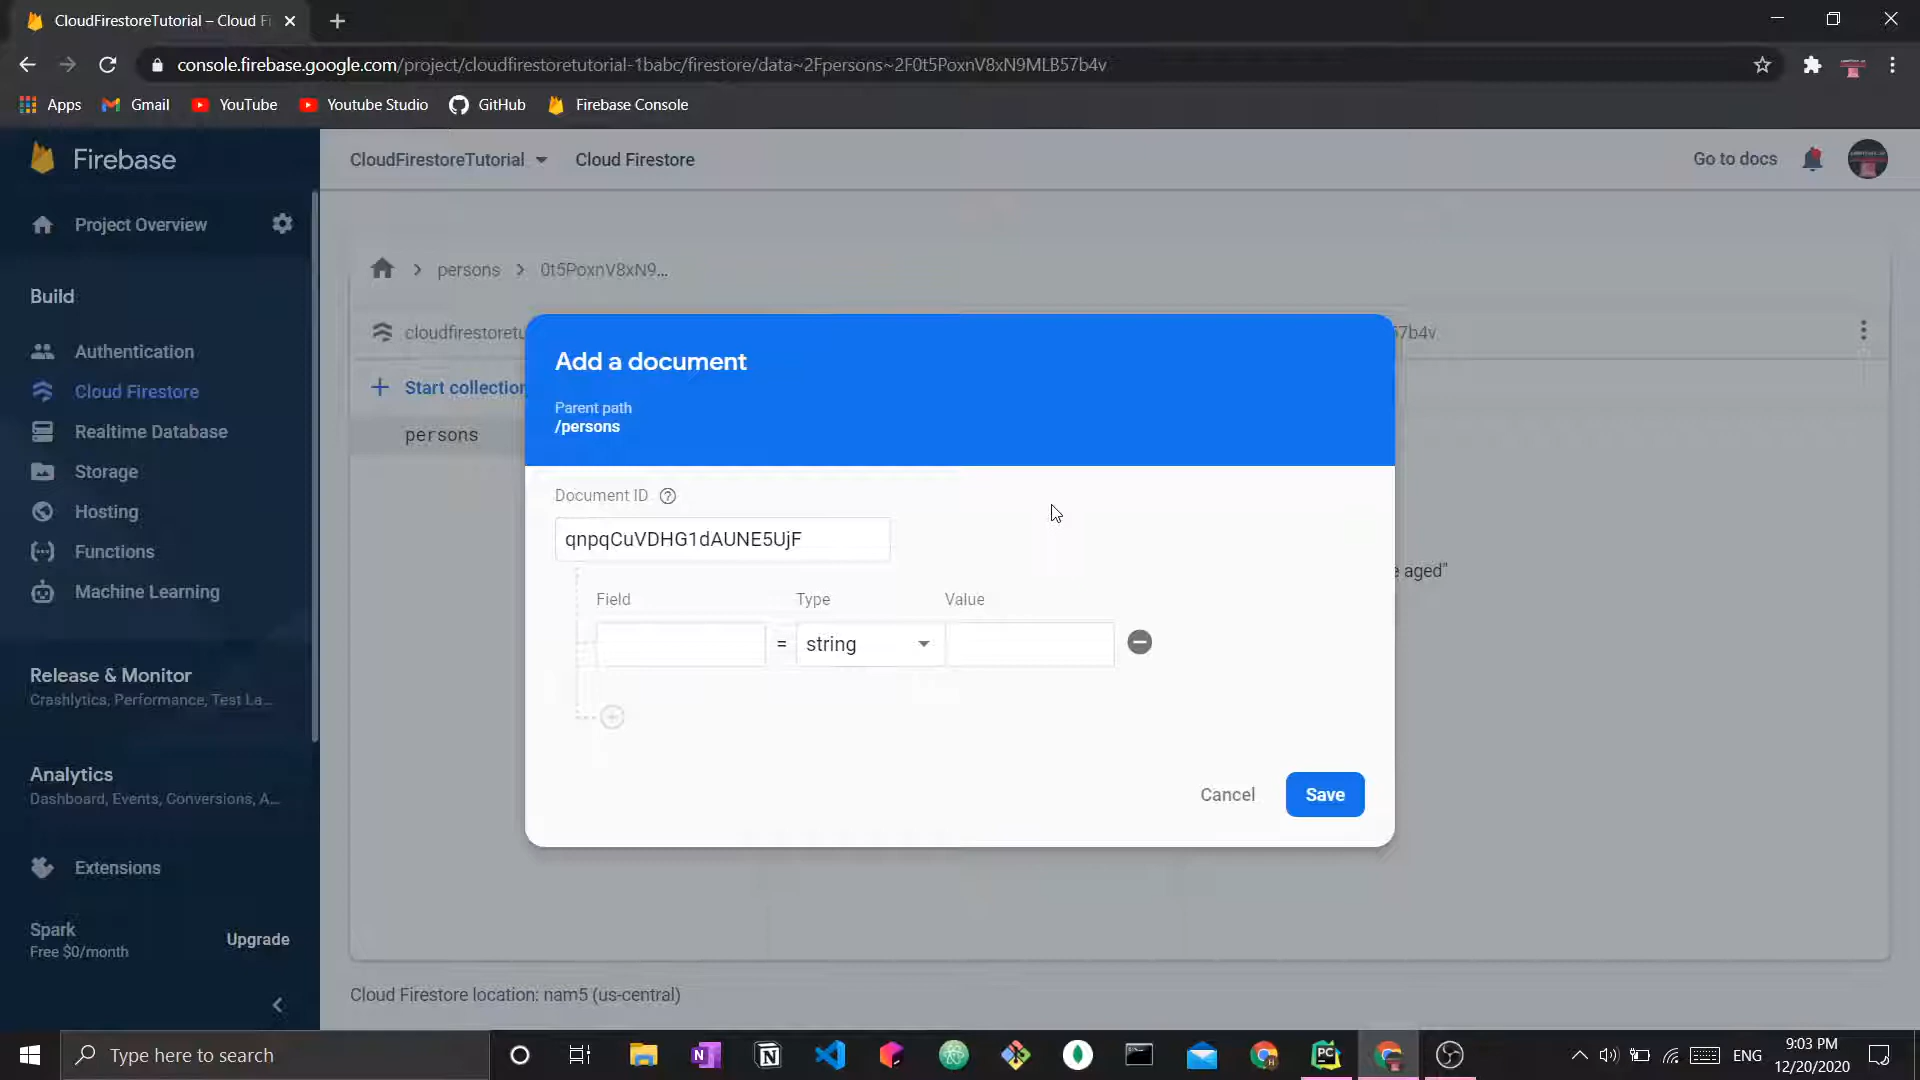 CloudFirestoreTutorial – Cloud Fi
console.firebase.google.com/project/cloudfirestoretutorial-1babc/firestore/data~2Fpersons~2F0t5PoxnV8xN9MLB57b4v
Apps Gmail YouTube Youtube Studio GitHub Firebase Console
Firebase
CloudFirestoreTutorial Cloud Firestore
Go to docs
Project Overview
Build
Authentication
Cloud Firestore
Realtime Database
Storage
Hosting
Functions
Machine Learning
Release & Monitor
Crashlytics, Performance, Test La...
Analytics
Dashboard, Events, Conversions, A...
Extensions
Spark
Free $0/month
Upgrade
persons 0t5PoxnV8xN9...
cloudfirestoretu
57b4v
Start collection
persons
e aged"
Add a document
Parent path
/persons
Document ID
qnpqCuVDHG1dAUNE5UjF
Field Type Value
= string
Cancel Save
Cloud Firestore location: nam5 (us-central)
Type here to search
ENG
9:03 PM
12/20/2020